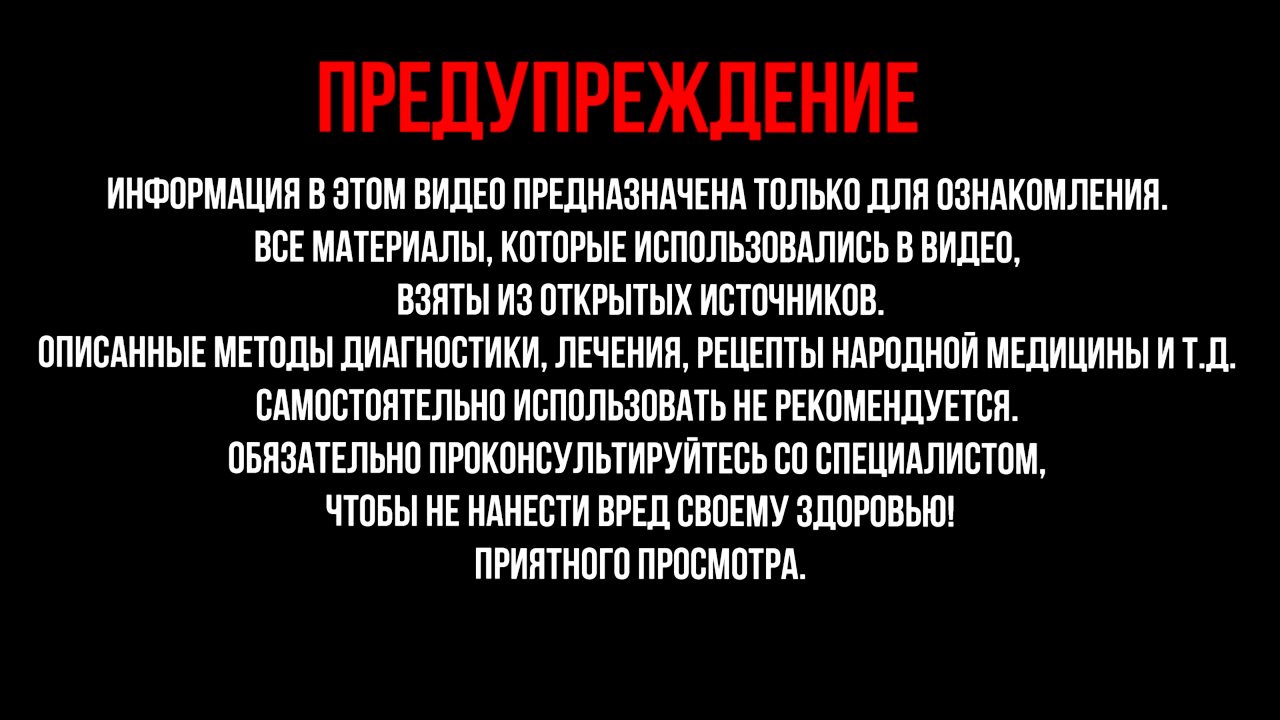 ПРЕДУПРЕЖДЕНИЕ
ИНФОРМАЦИЯ В ЭТОМ ВИДЕО ПРЕДНАЗНАЧЕНА ТОЛЬКО ДЛЯ ОЗНАКОМЛЕНИЯ.
ВСЕ МАТЕРИАЛЫ, КОТОРЫЕ ИСПОЛЬЗОВАЛИСЬ В ВИДЕО,
ВЗЯТЫ ИЗ ОТКРЫТЫХ ИСТОЧНИКОВ.
ОПИСАННЫЕ МЕТОДЫ ДИАГНОСТИКИ, ЛЕЧЕНИЯ, РЕЦЕПТЫ НАРОДНОЙ МЕДИЦИНЫ И Т.Д.
САМОСТОЯТЕЛЬНО ИСПОЛЬЗОВАТЬ НЕ РЕКОМЕНДУЕТСЯ.
ОБЯЗАТЕЛЬНО ПРОКОНСУЛЬТИРУЙТЕСЬ СО СПЕЦИАЛИСТОМ,
ЧТОБЫ НЕ НАНЕСТИ ВРЕД СВОЕМУ ЗДОРОВЬЮ!
ПРИЯТНОГО ПРОСМОТРА.